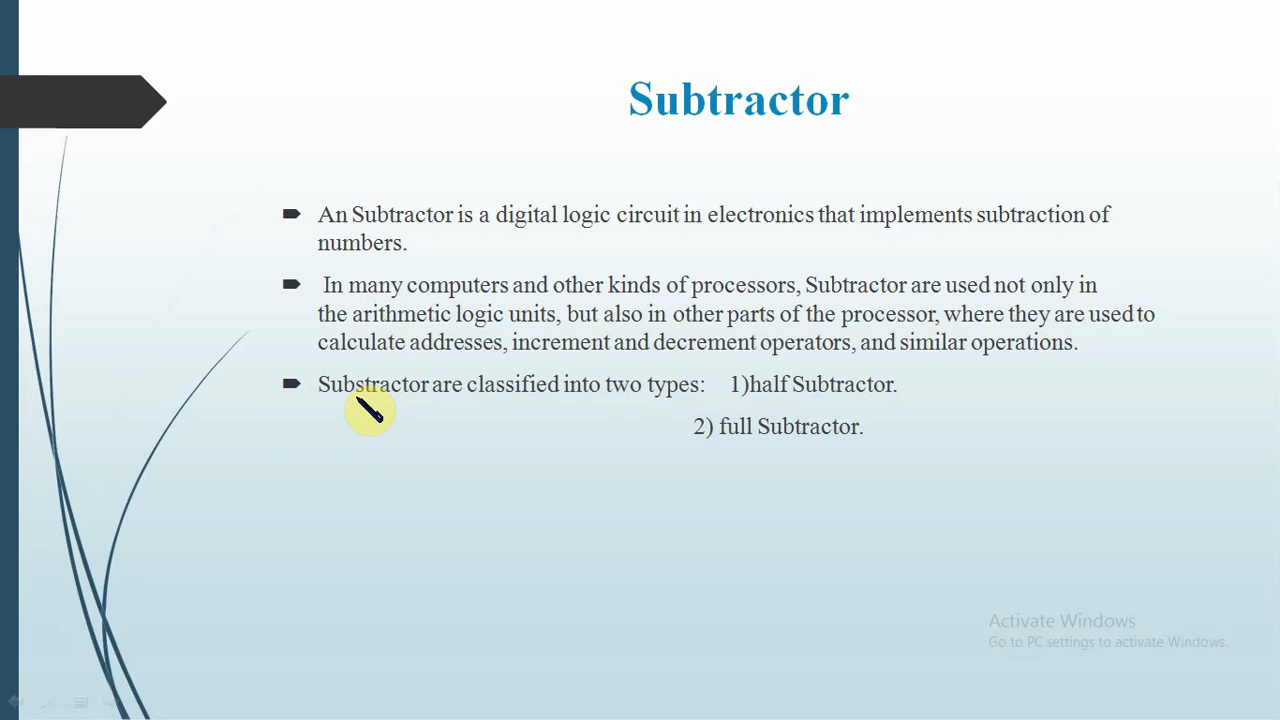 Subtractor
An Subtractor is a digital logic circuit in electronics that implements subtraction of
numbers.
In many computers and other kinds of processors, Subtractor are used not only in
the arithmetic logic units, but also in other parts of the processor, where they are used to
calculate addresses, increment and decrement operators, and similar operations.
Substractor are classified into two types: 1)half Subtractor.
2) full Subtractor.
Activate Windows
Go to PC settings to activate Windows.